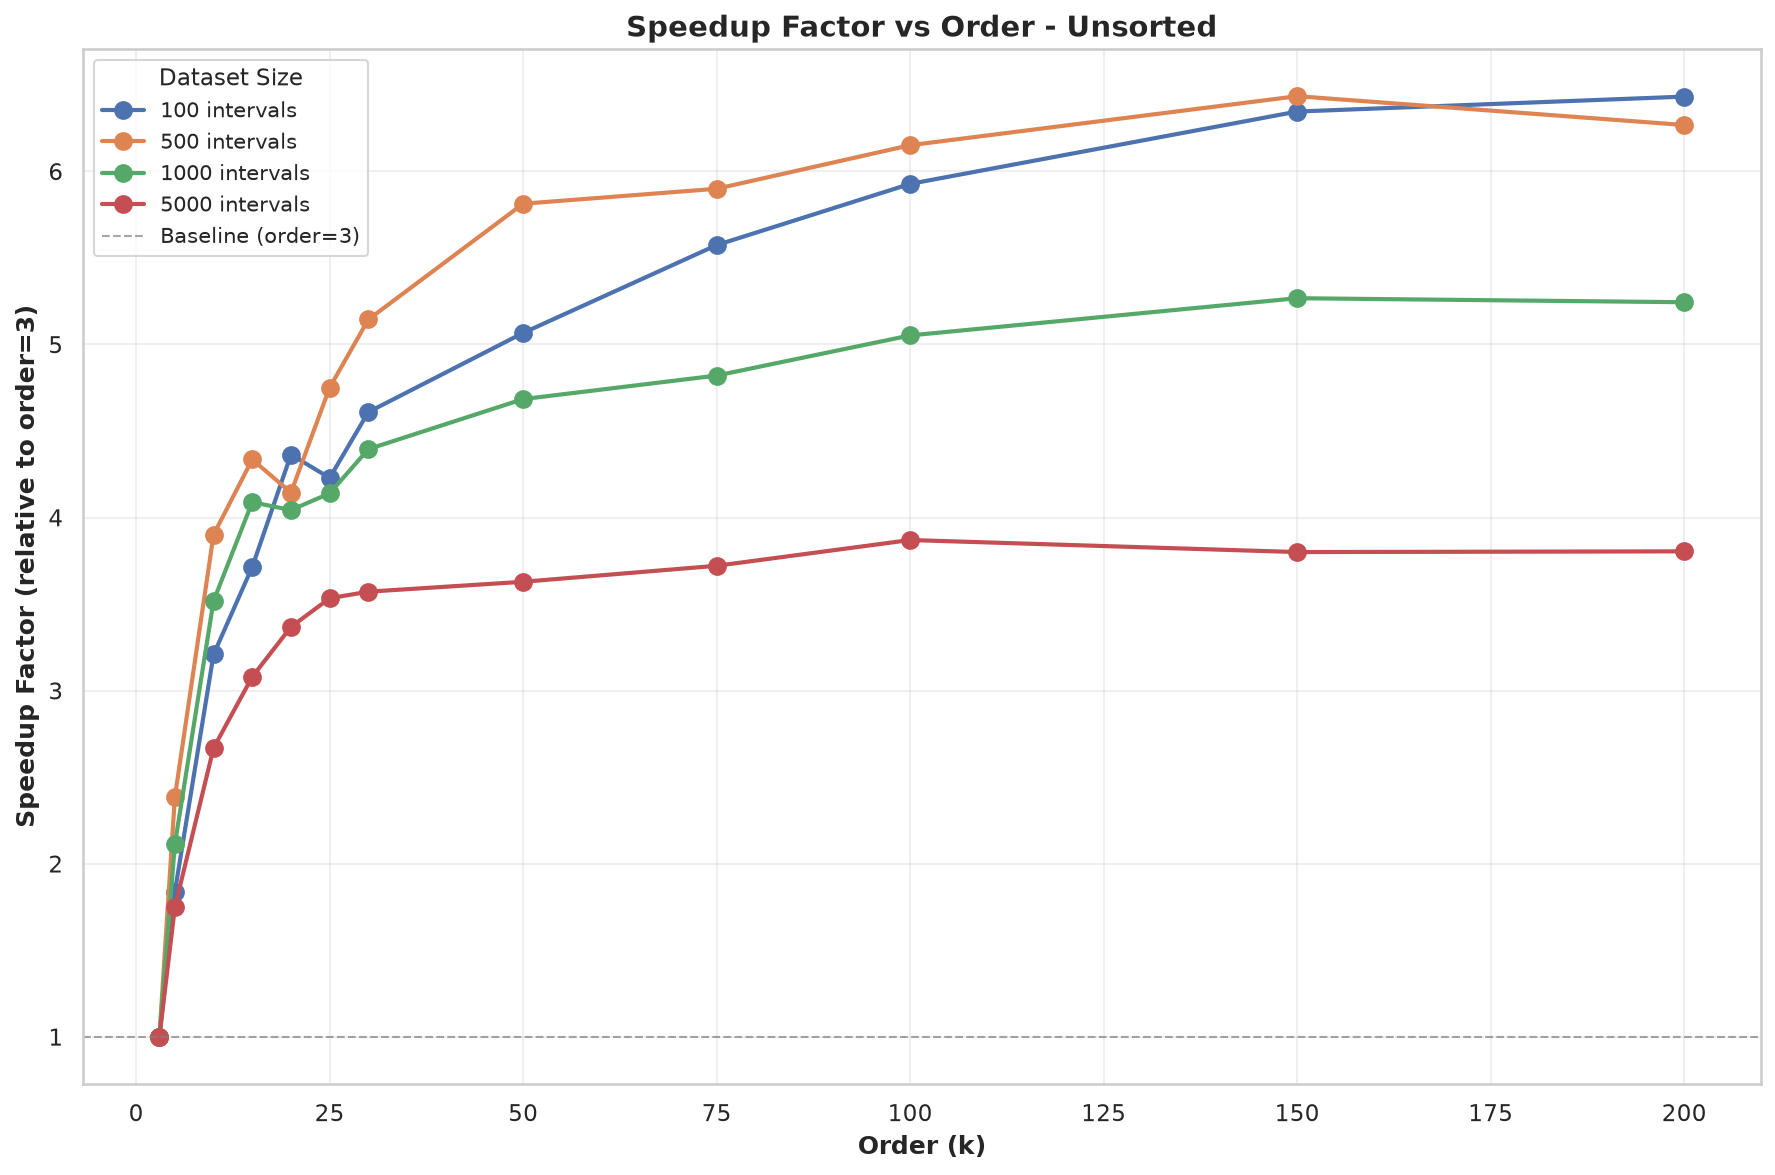 Speedup Factor vs Order - Unsorted
Dataset Size
100 intervals
500 intervals
1000 intervals
5000 intervals
Baseline (order=3)
Speedup Factor (relative to order=3)
6
5
4
3
2
1
0 25 50 75 100 125 150 175 200
Order (k)